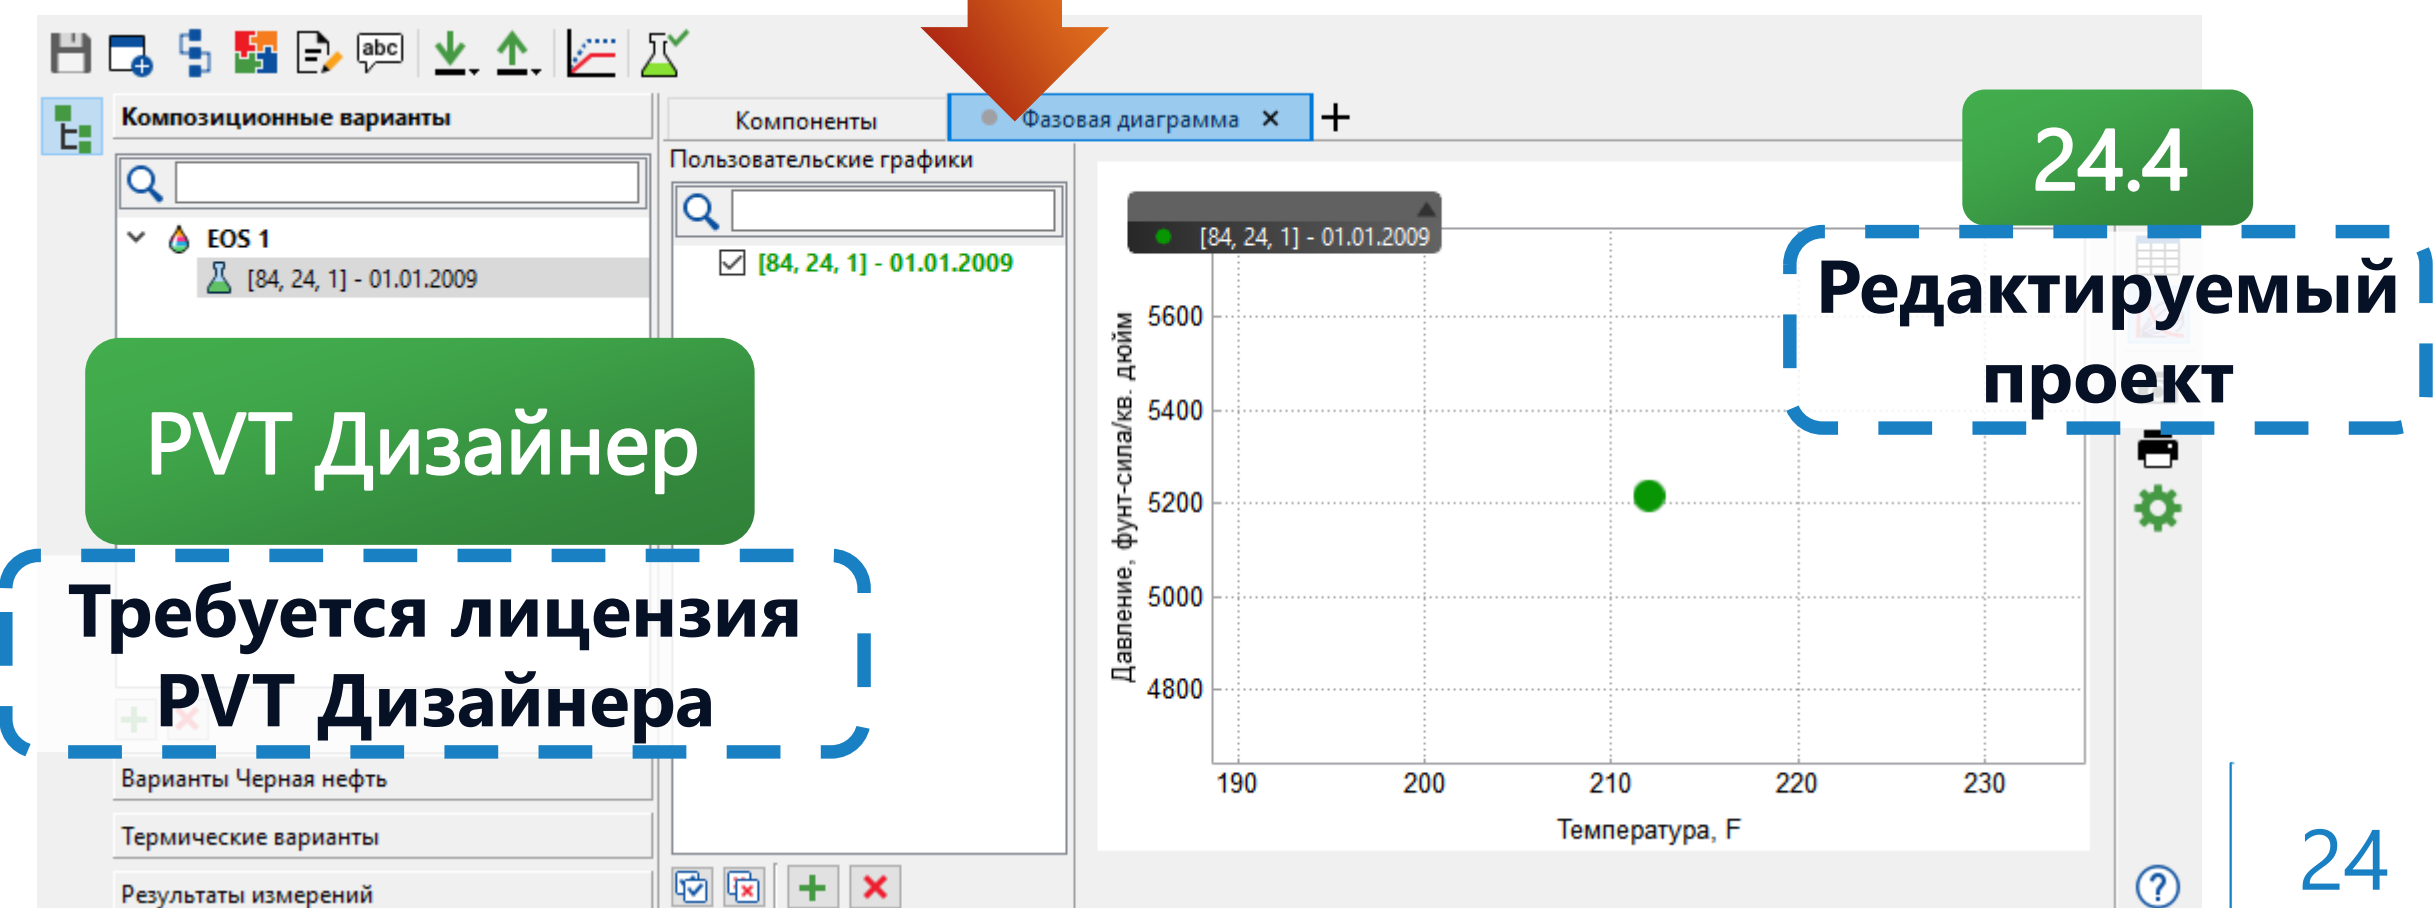 abc
Композиционные варианты
Компоненты
Фазовая диаграмма
Пользовательские графики
EOS 1
[84, 24, 1] - 01.01.2009
[84, 24, 1] - 01.01.2009
[84, 24, 1] - 01.01.2009
24.4
Редактируемый
проект
PVT Дизайнер
Требуется лицензия
PVT Дизайнера
Варианты Черная нефть
Термические варианты
Результаты измерений
Давление, фунт-сила/кв. дюйм
5600
5400
5200
5000
4800
190
200
210
220
230
Температура, F
24